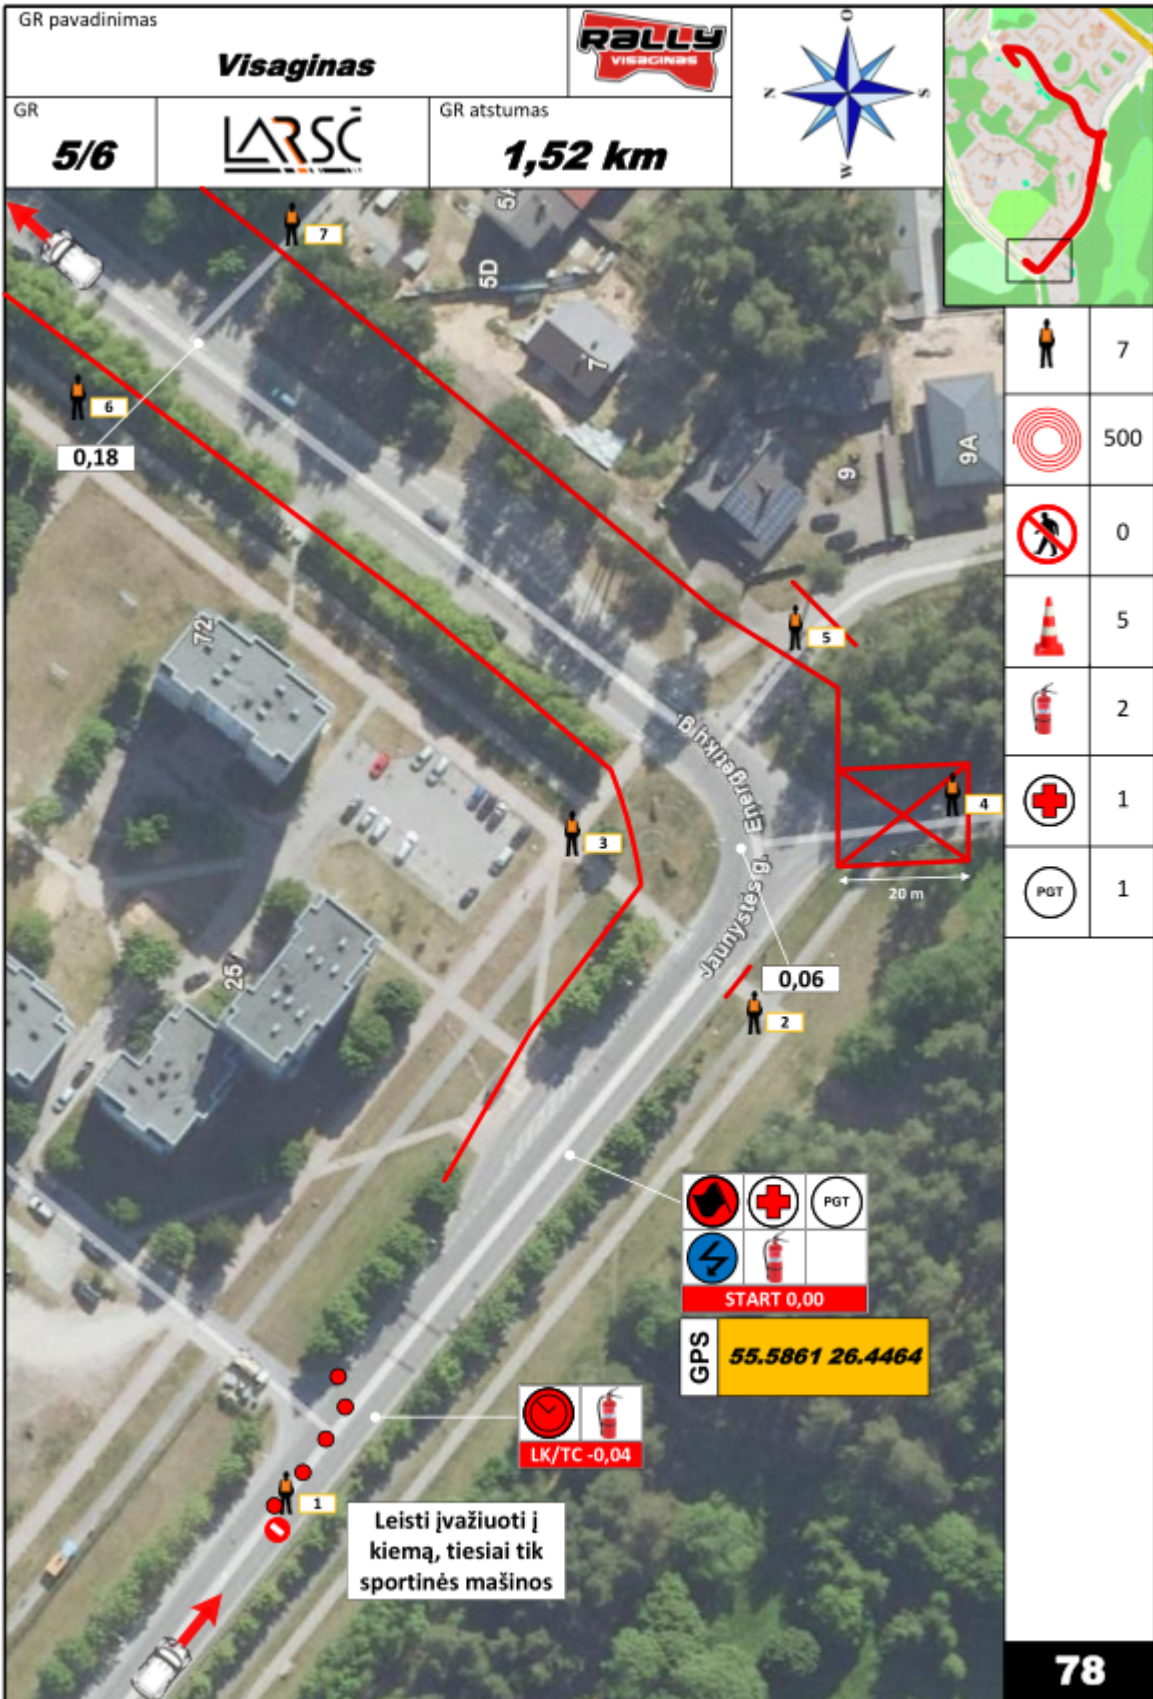 GR pavadinimas
Visaginas
RALLY
VISAGINAS
O
N
S
W
GR
5/6
LARSČ
GR atstumas
1,52 km
7
5A
5D
7
6
0,18
9
9A
72
5
Energetikų g.
4
3
20 m
Jaunystės g.
0,06
25
2
PGT
START 0,00
GPS
55.5861 26.4464
LK/TC -0,04
1
Leisti įvažiuoti į
kiemą, tiesiai tik
sportinės mašinos
7
500
0
5
2
1
PGT
1
78